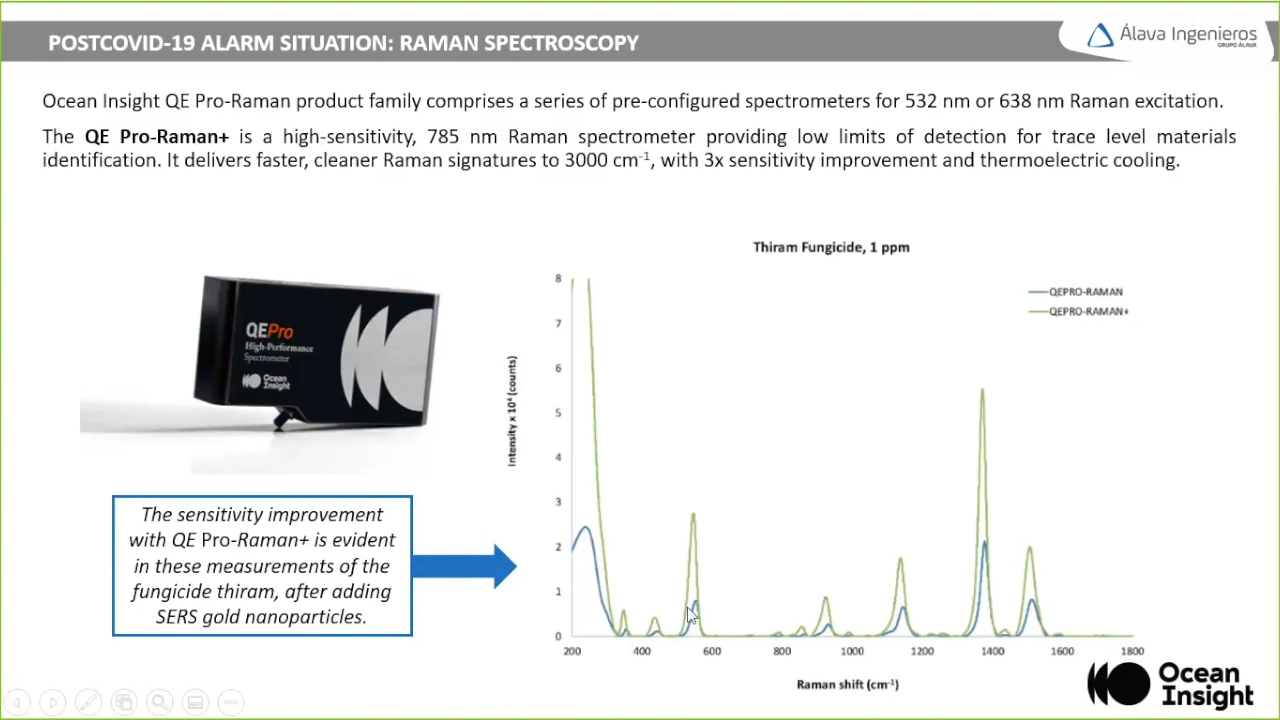 POSTCOVID-19 ALARM SITUATION: RAMAN SPECTROSCOPY
Álava Ingenieros
GRUPO ÁLAVA
Ocean Insight QE Pro-Raman product family comprises a series of pre-configured spectrometers for 532 nm or 638 nm Raman excitation.
The QE Pro-Raman+ is a high-sensitivity, 785 nm Raman spectrometer providing low limits of detection for trace level materials
identification. It delivers faster, cleaner Raman signatures to 3000 cm⁻¹, with 3x sensitivity improvement and thermoelectric cooling.
QEPro
High-Performance
Spectrometer
Ocean
Insight
The sensitivity improvement
with QE Pro-Raman+ is evident
in these measurements of the
fungicide thiram, after adding
SERS gold nanoparticles.
Thiram Fungicide, 1 ppm
QEPRO-RAMAN
QEPRO-RAMAN+
Intensity x 10⁴ (counts)
8
7
6
5
4
3
2
1
0
200 400 600 800 1000 1200 1400 1600 1800
Raman shift (cm⁻¹)
Ocean
Insight